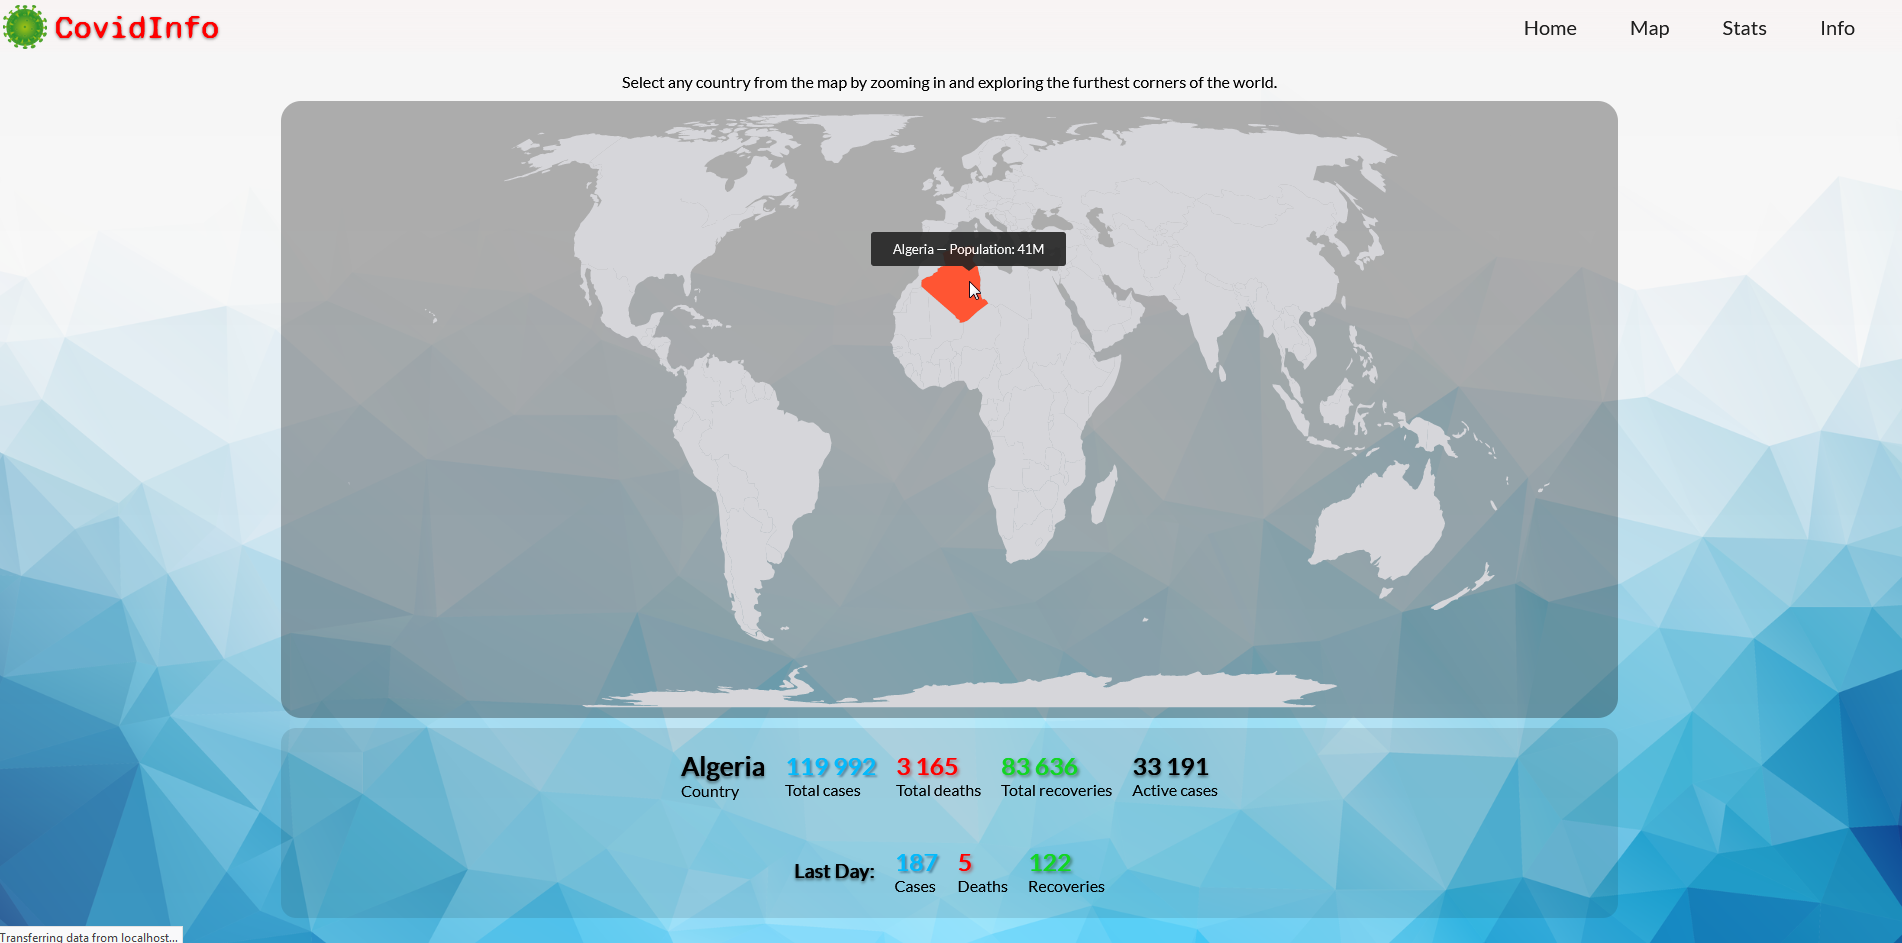 CovidInfo
Home Map Stats Info
Select any country from the map by zooming in and exploring the furthest corners of the world.
Algeria — Population: 41M
Algeria 119 992 3 165 83 636 33 191
Country Total cases Total deaths Total recoveries Active cases
Last Day: 187 5 122
Cases Deaths Recoveries
Transferring data from localhost...